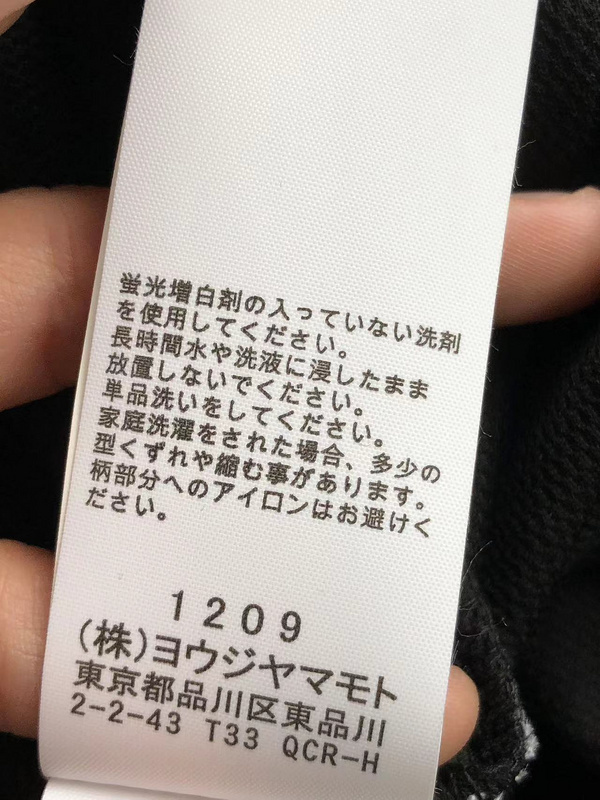 蛍光増白剤の入っていない洗剤
を使用してください。
長時間水や洗液に浸したまま
放置しないでください。
単品洗いをしてください。
家庭洗濯をされた場合、多少の
型くずれや縮む事があります。
柄部分へのアイロンはお避けく
ださい。
1209
(株)ヨウジヤマモト
東京都品川区東品川
2-2-43 T33 QCR-H